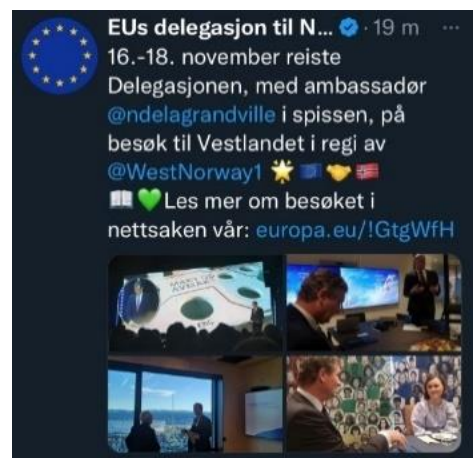 EUs delegasjon til N... · 19 m ...
16.-18. november reiste
Delegasjonen, med ambassadør
@ndelagrandville i spissen, på
besøk til Vestlandet i regi av
@WestNorway1 🌟🇪🇺🤝🇳🇴
📖💚Les mer om besøket i
nettsaken vår: europa.eu/!GtgWfH